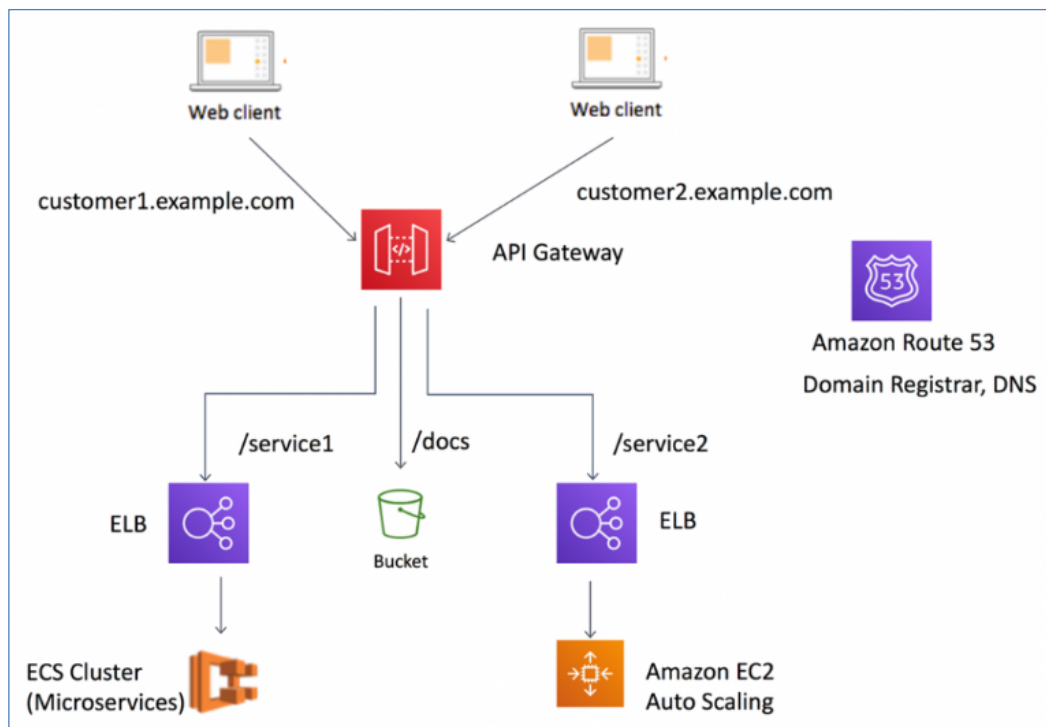 Web client
Web client
customer1.example.com
customer2.example.com
</>
API Gateway
53
Amazon Route 53
Domain Registrar, DNS
/service1
/docs
/service2
ELB
Bucket
ELB
ECS Cluster
(Microservices)
Amazon EC2
Auto Scaling